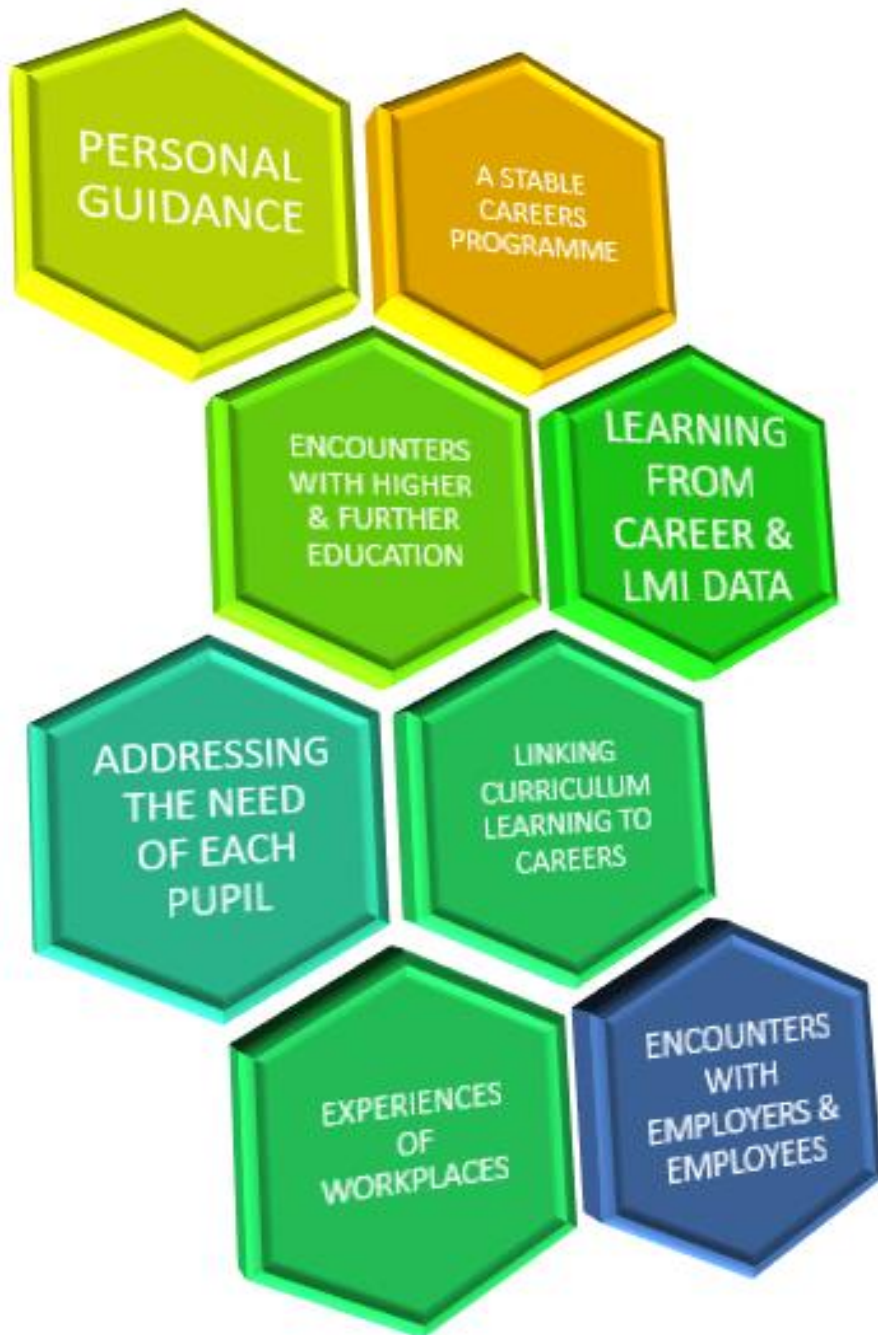 PERSONAL
GUIDANCE
A STABLE
CAREERS
PROGRAMME
ENCOUNTERS
WITH HIGHER
& FURTHER
EDUCATION
LEARNING
FROM
CAREER &
LMI DATA
ADDRESSING
THE NEED
OF EACH
PUPIL
LINKING
CURRICULUM
LEARNING TO
CAREERS
EXPERIENCES
OF
WORKPLACES
ENCOUNTERS
WITH
EMPLOYERS &
EMPLOYEES